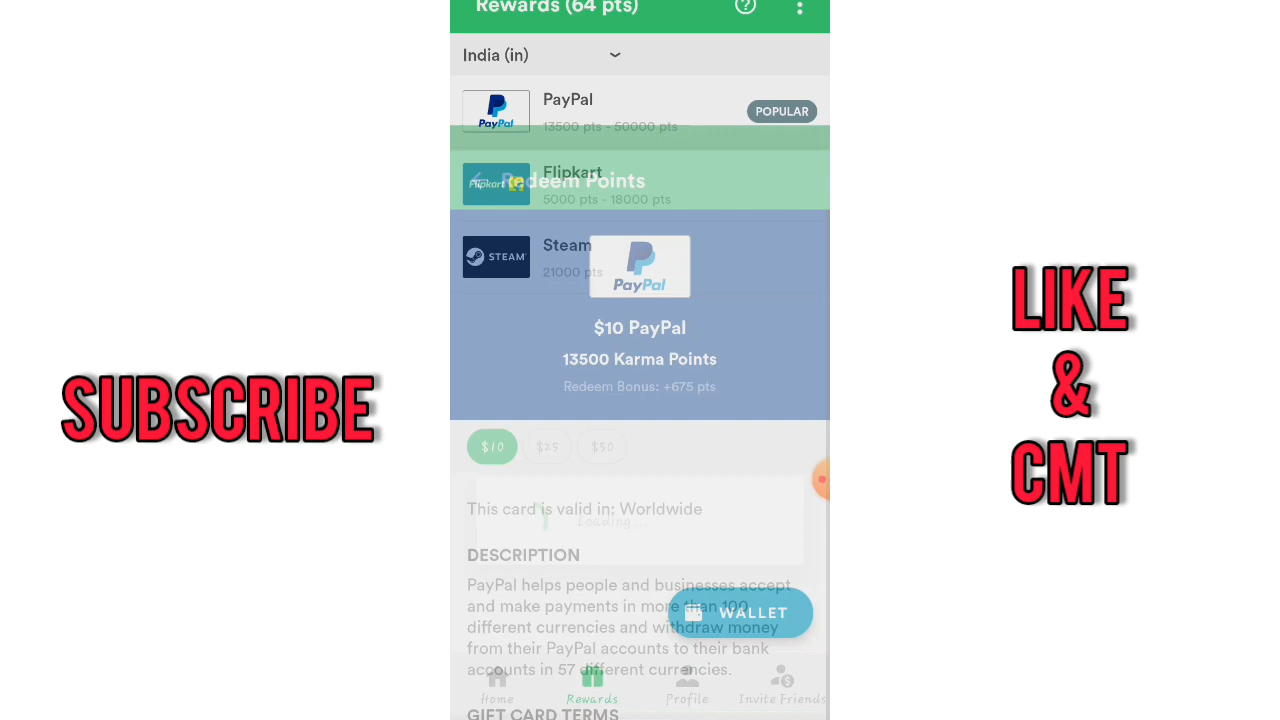 Rewards (64 pts)
India (in)
PayPal
PayPal
POPULAR
13500 pts - 50000 pts
Flipkart
Flipkart
Redeem Points
5000 pts - 18000 pts
STEAM
Steam
21000 pts
PayPal
$10 PayPal
13500 Karma Points
Redeem Bonus: +675 pts
$10 $25 $50
This card is valid in: Worldwide
Loading...
DESCRIPTION
PayPal helps people and businesses accept
and make payments in more than 100
different currencies and withdraw money
from their PayPal accounts to their bank
accounts in 57 different currencies.
WALLET
Home Rewards Profile Invite Friends
GIFT CARD TERMS
SUBSCRIBE
LIKE
&
CMT